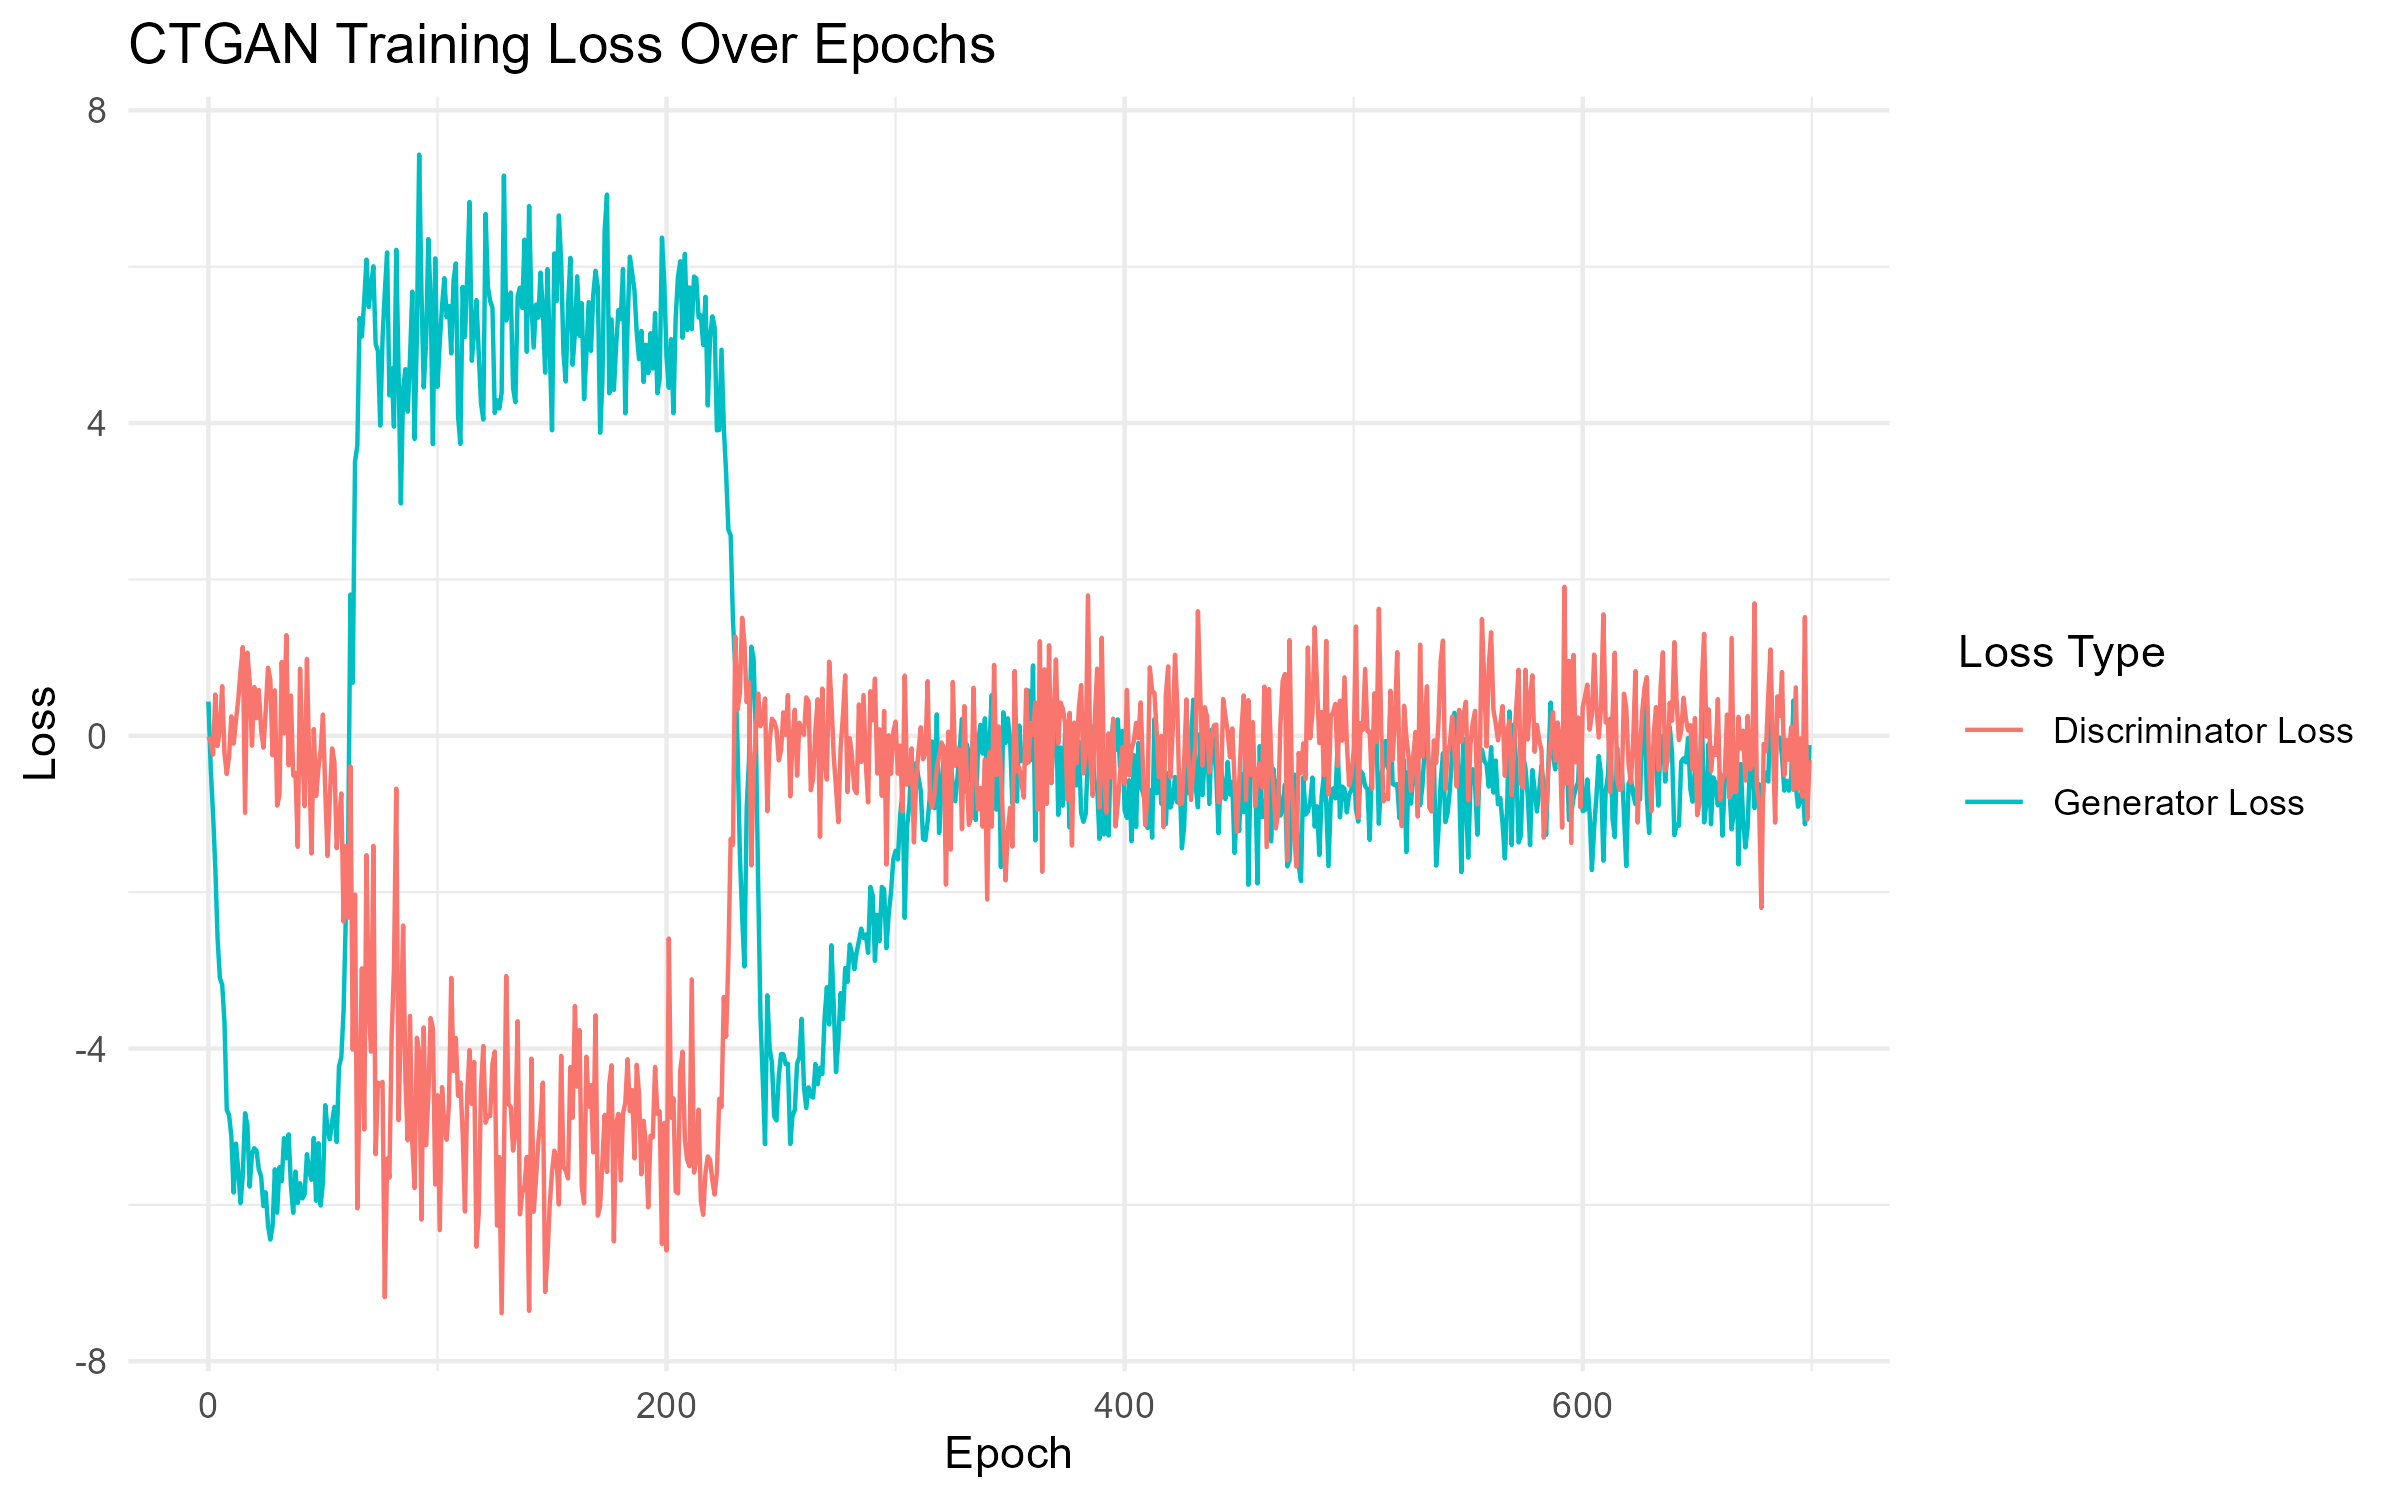 CTGAN Training Loss Over Epochs
8
4
0
-4
-8
Loss
0 200 400 600
Epoch
Loss Type
Discriminator Loss
Generator Loss